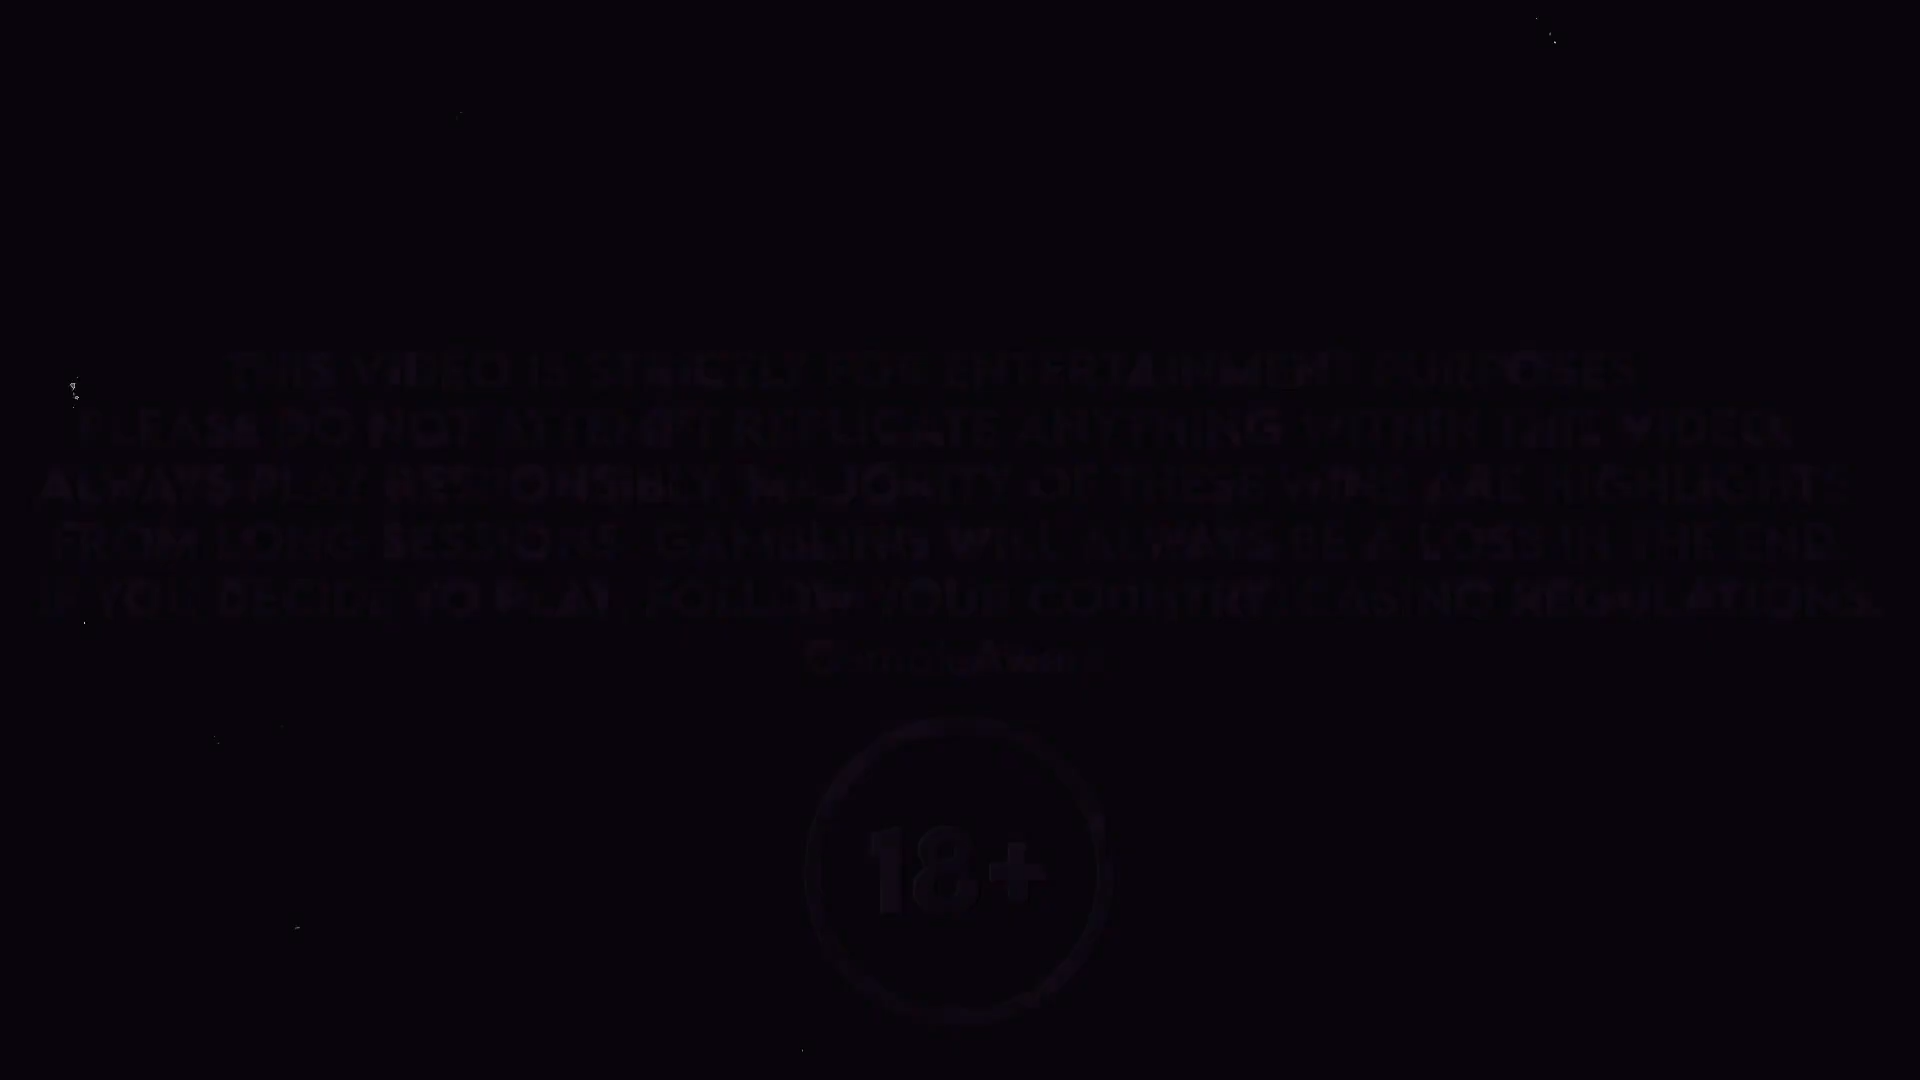 THIS VIDEO IS STRICTLY FOR ENTERTAINMENT PURPOSES
PLEASE DO NOT ATTEMPT REPLICATE ANYTHING WITHIN THIS VIDEO.
ALWAYS PLAY RESPONSIBLY. MAJORITY OF THESE WINS ARE HIGHLIGHTS
FROM LONG SESSIONS. GAMBLING WILL ALWAYS BE A LOSS IN THE END.
IF YOU DECIDE TO PLAY, FOLLOW YOUR COUNTRY'S REGULATIONS.
GambleAware
18+